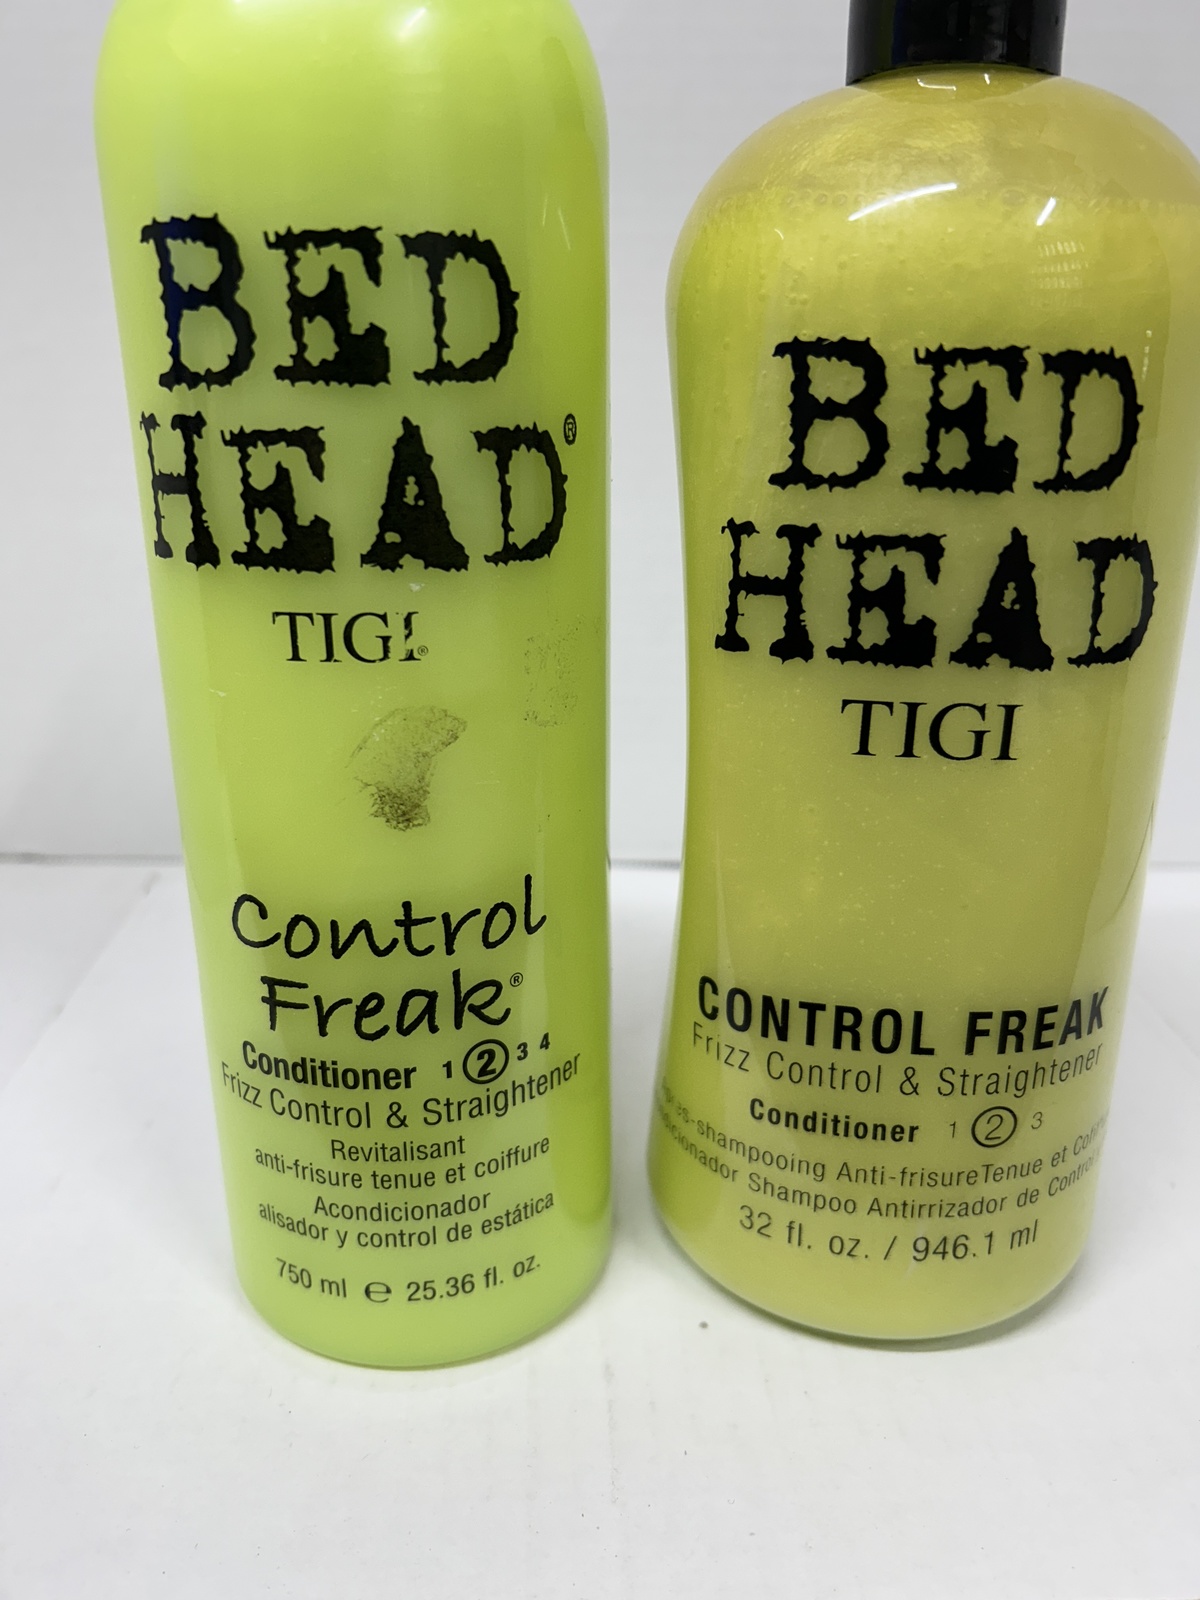 BED
HEAD®
TIGI®
Control
Freak®
Conditioner 1 2 3 4
Frizz Control & Straightener
Revitalisant
anti-frisure tenue et coiffure
Acondicionador
alisador y control de estática
750 ml ℮ 25.36 fl. oz.
BED
HEAD
TIGI
CONTROL FREAK
Frizz Control & Straightener
Conditioner 1 2 3
-shampooing Anti-frisureTenue et
Shampoo Antirrizador de
32 fl. oz. / 946.1 ml